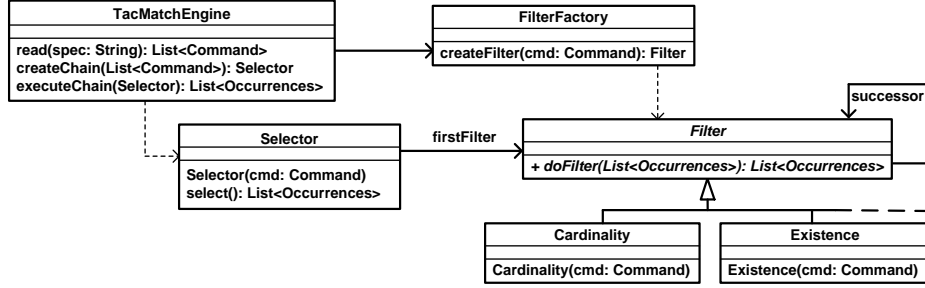 TacMatchEngine
read(spec: String): List<Command>
createChain(List<Command>): Selector
executeChain(Selector): List<Occurrences>
FilterFactory
createFilter(cmd: Command): Filter
successor
Selector
Selector(cmd: Command)
select(): List<Occurrences>
firstFilter
Filter
+ doFilter(List<Occurrences>): List<Occurrences>
Cardinality
Cardinality(cmd: Command)
Existence
Existence(cmd: Command)